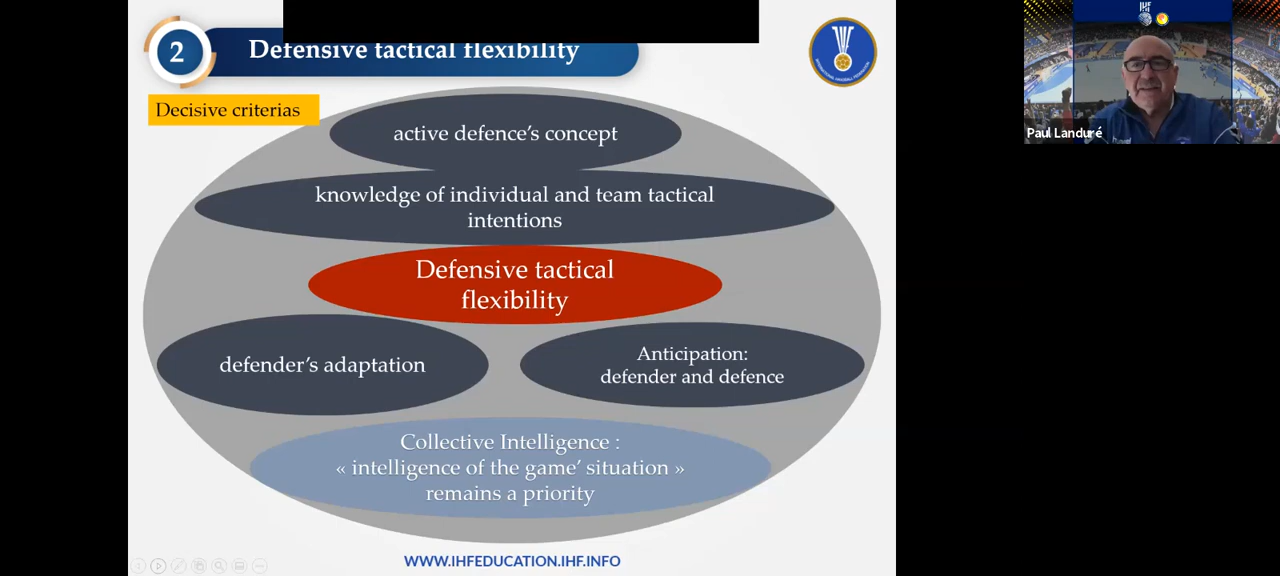 2
Defensive tactical flexibility
Decisive criterias
active defence's concept
knowledge of individual and team tactical
intentions
Defensive tactical
flexibility
defender's adaptation
Anticipation:
defender and defence
Collective Intelligence :
« intelligence of the game' situation »
remains a priority
WWW.IHFEDUCATION.IHF.INFO
IHF
Paul Landuré